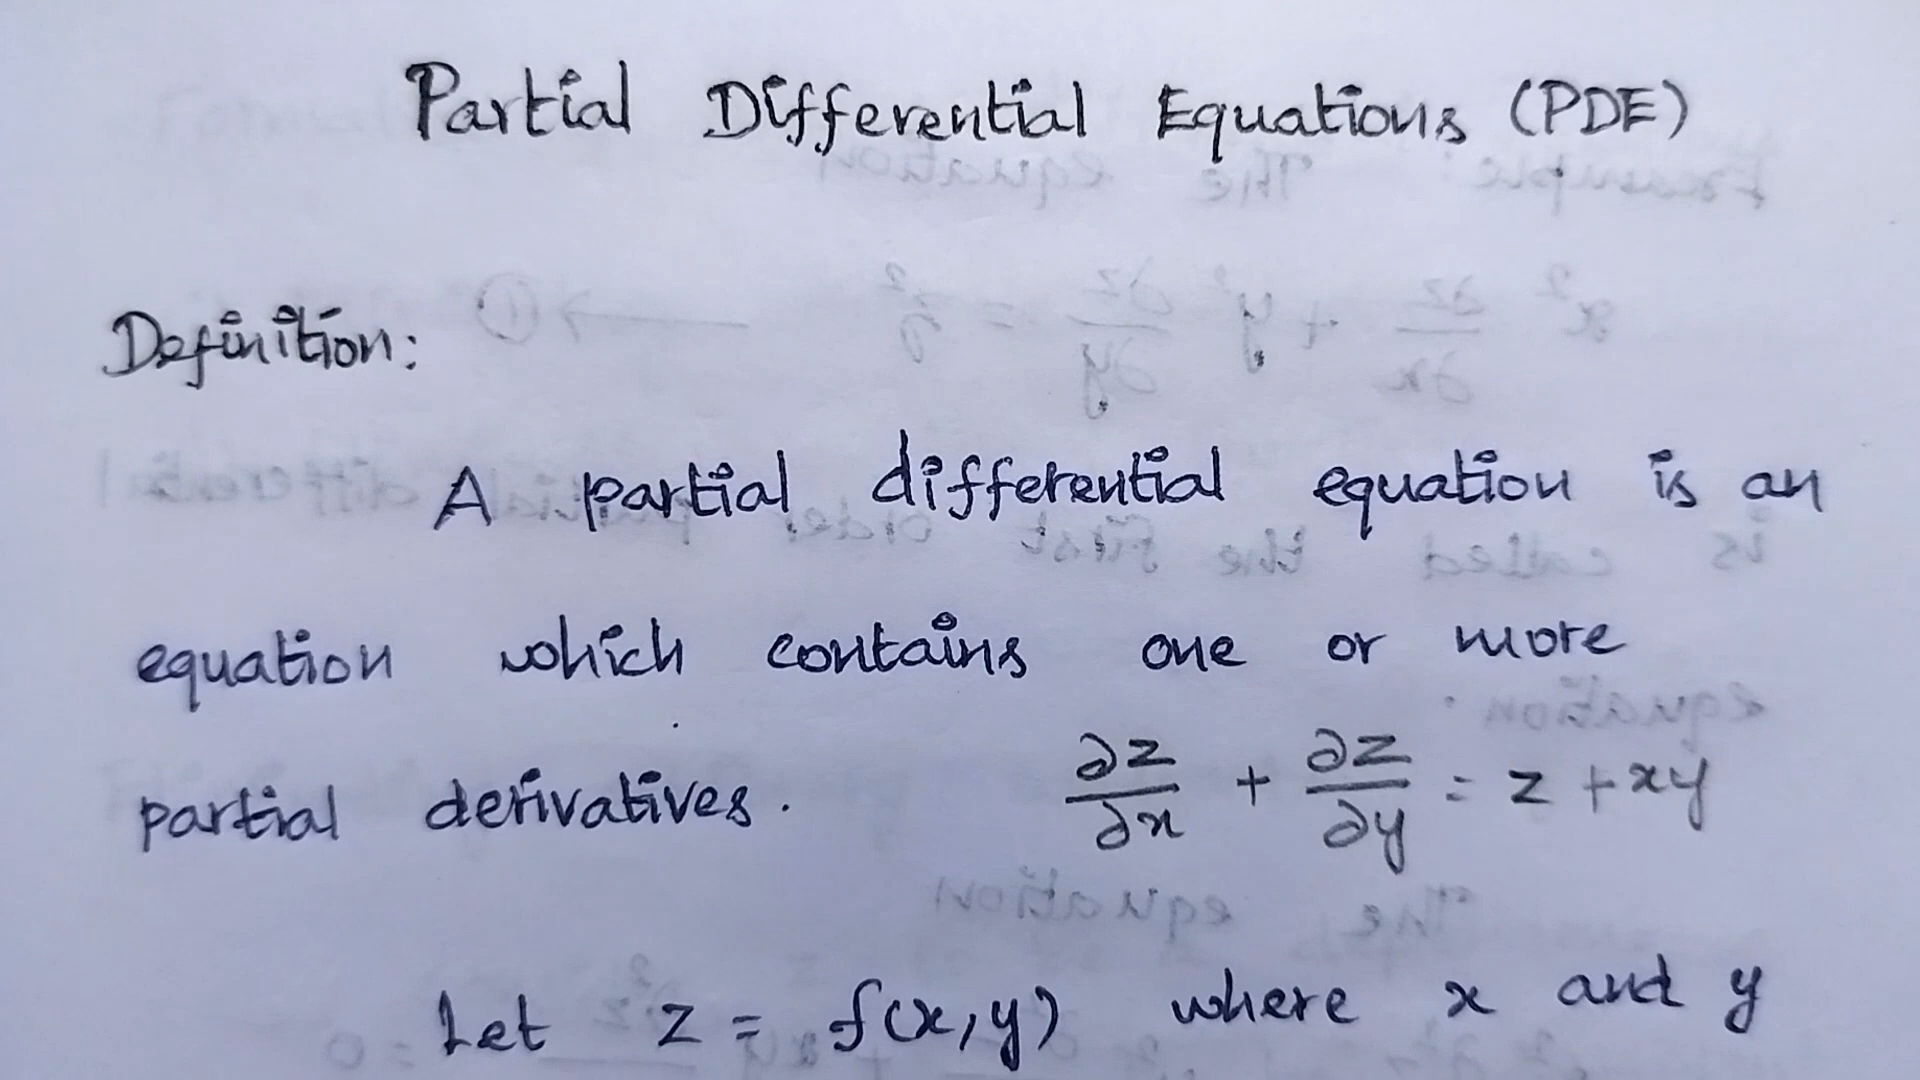 Partial Differential Equations (PDE)
Definition:
A partial differential equation is an
equation which contains one or more
partial derivatives. ∂z/∂x + ∂z/∂y = z + xy
Let z = f(x,y) where x and y